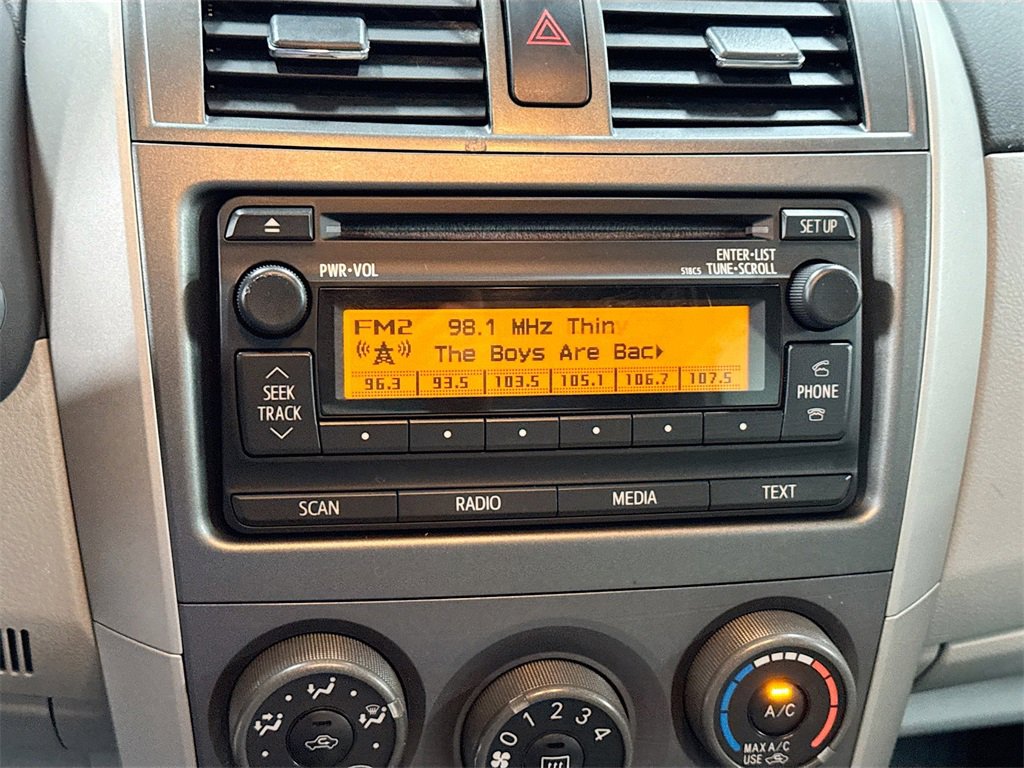 SET UP
ENTER•LIST
PWR•VOL
518C5 TUNE•SCROLL
FM2 98.1 MHz Thin
The Boys Are Bac
96.3 93.5 103.5 105.1 106.7 107.5
SEEK
TRACK
PHONE
SCAN RADIO MEDIA TEXT
0 1 2 3 4
A/C
MAX A/C
USE